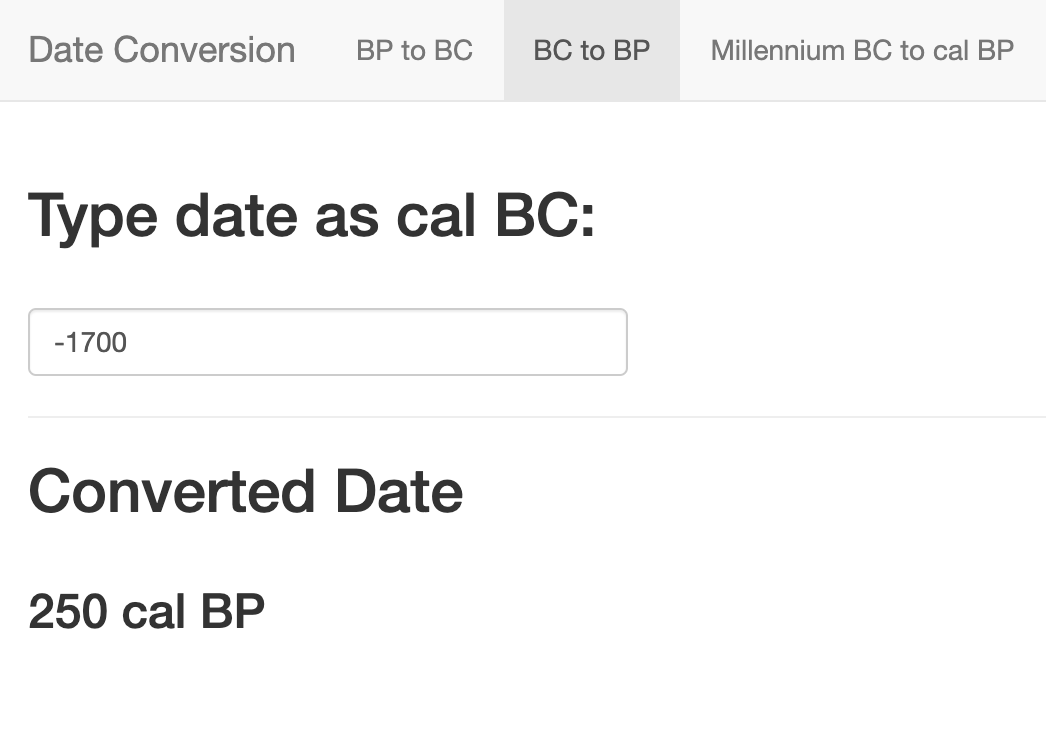 Date Conversion BP to BC BC to BP Millennium BC to cal BP
Type date as cal BC:
-1700
Converted Date
250 cal BP